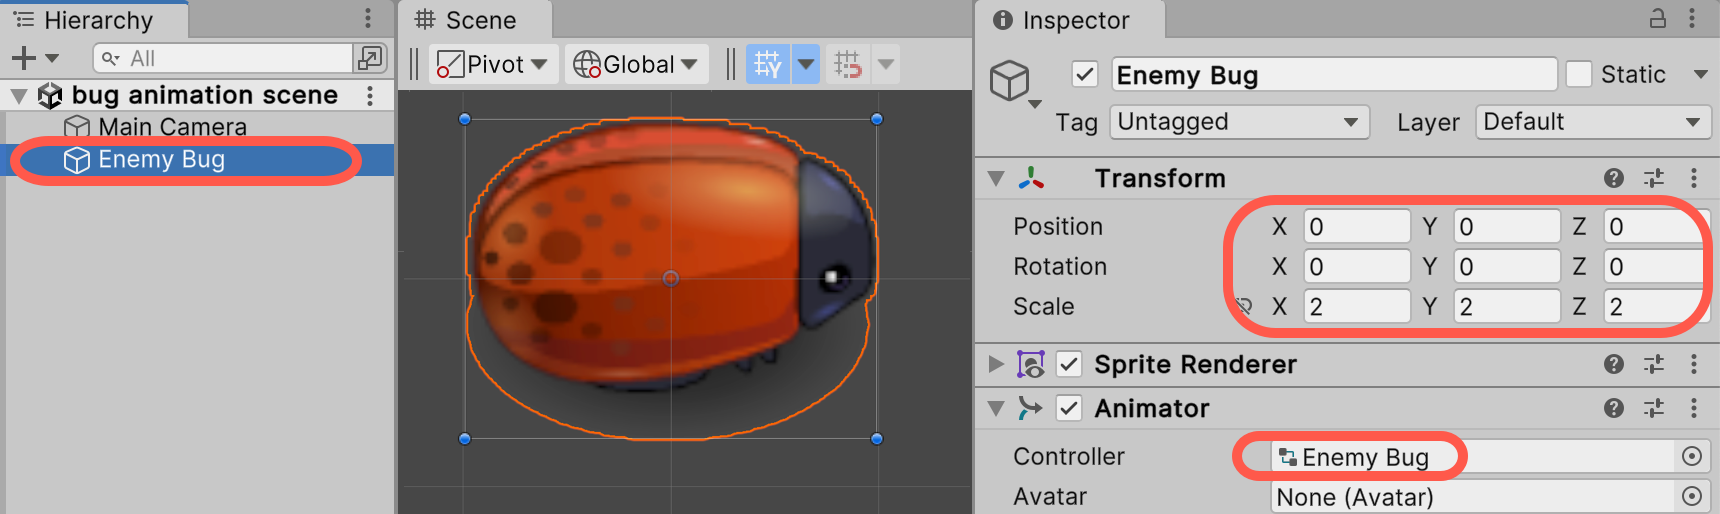 Hierarchy
All
bug animation scene
Main Camera
Enemy Bug
Scene
Pivot
Global
Inspector
Enemy Bug
Static
Tag
Untagged
Layer
Default
Transform
Position X 0 Y 0 Z 0
Rotation X 0 Y 0 Z 0
Scale X 2 Y 2 Z 2
Sprite Renderer
Animator
Controller Enemy Bug
Avatar None (Avatar)